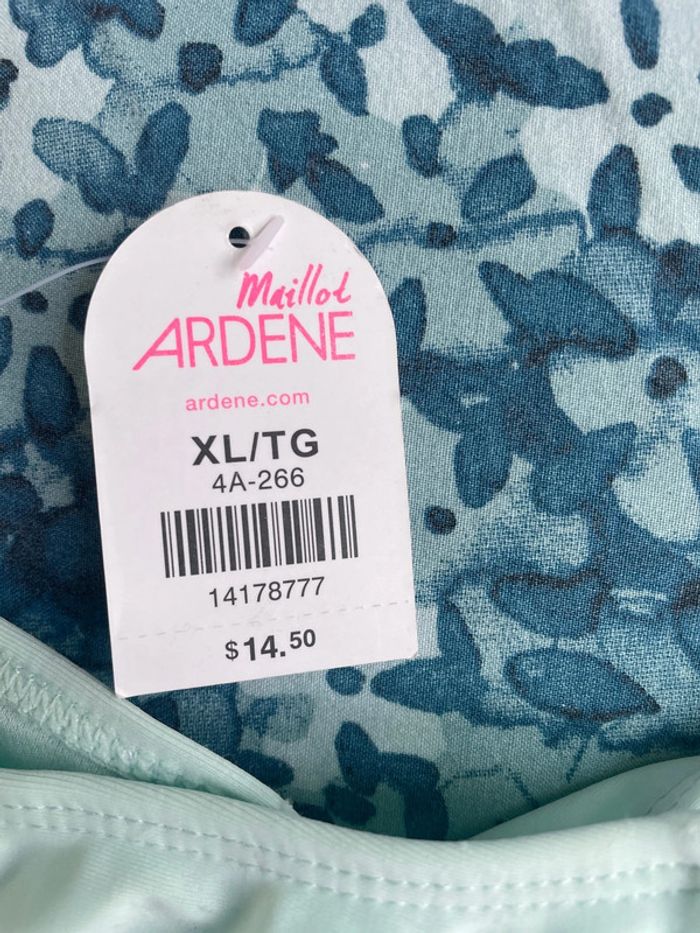 Maillot
ARDENE
ardene.com
XL/TG
4A-266
14178777
$14.50